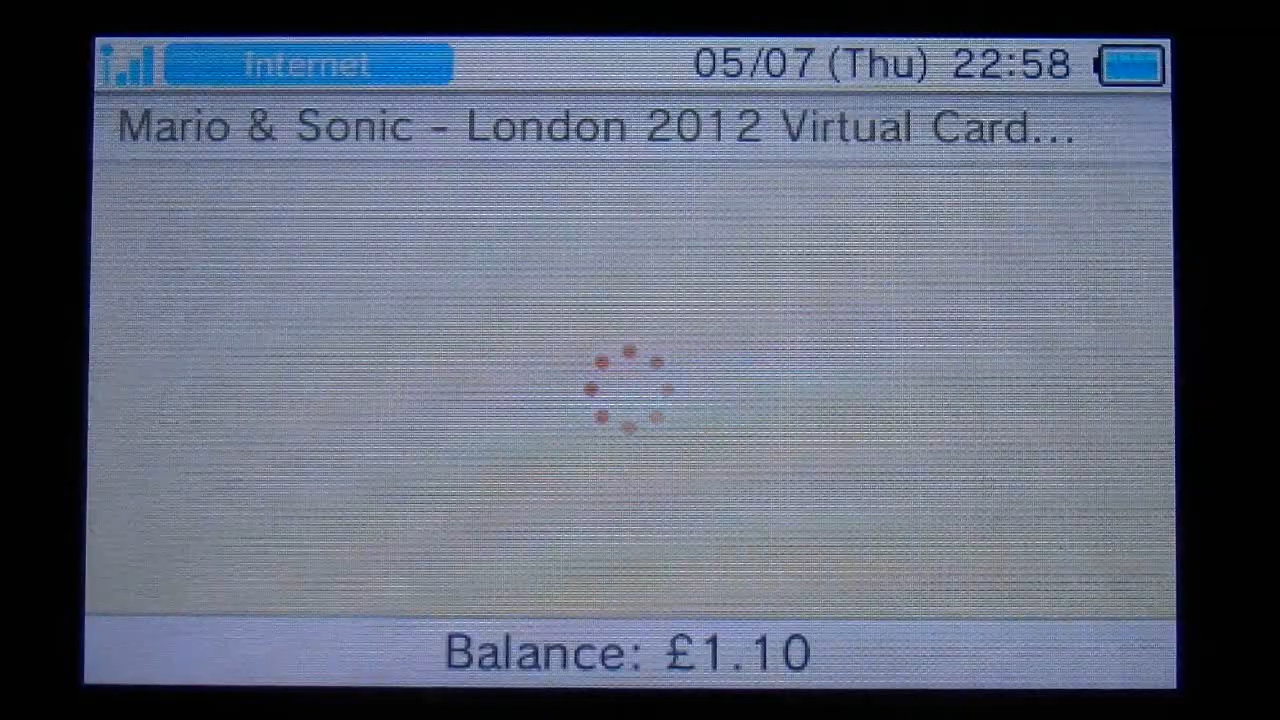 Internet 05/07 (Thu) 22:58
Mario & Sonic - London 2012 Virtual Card...
Balance: £1.10